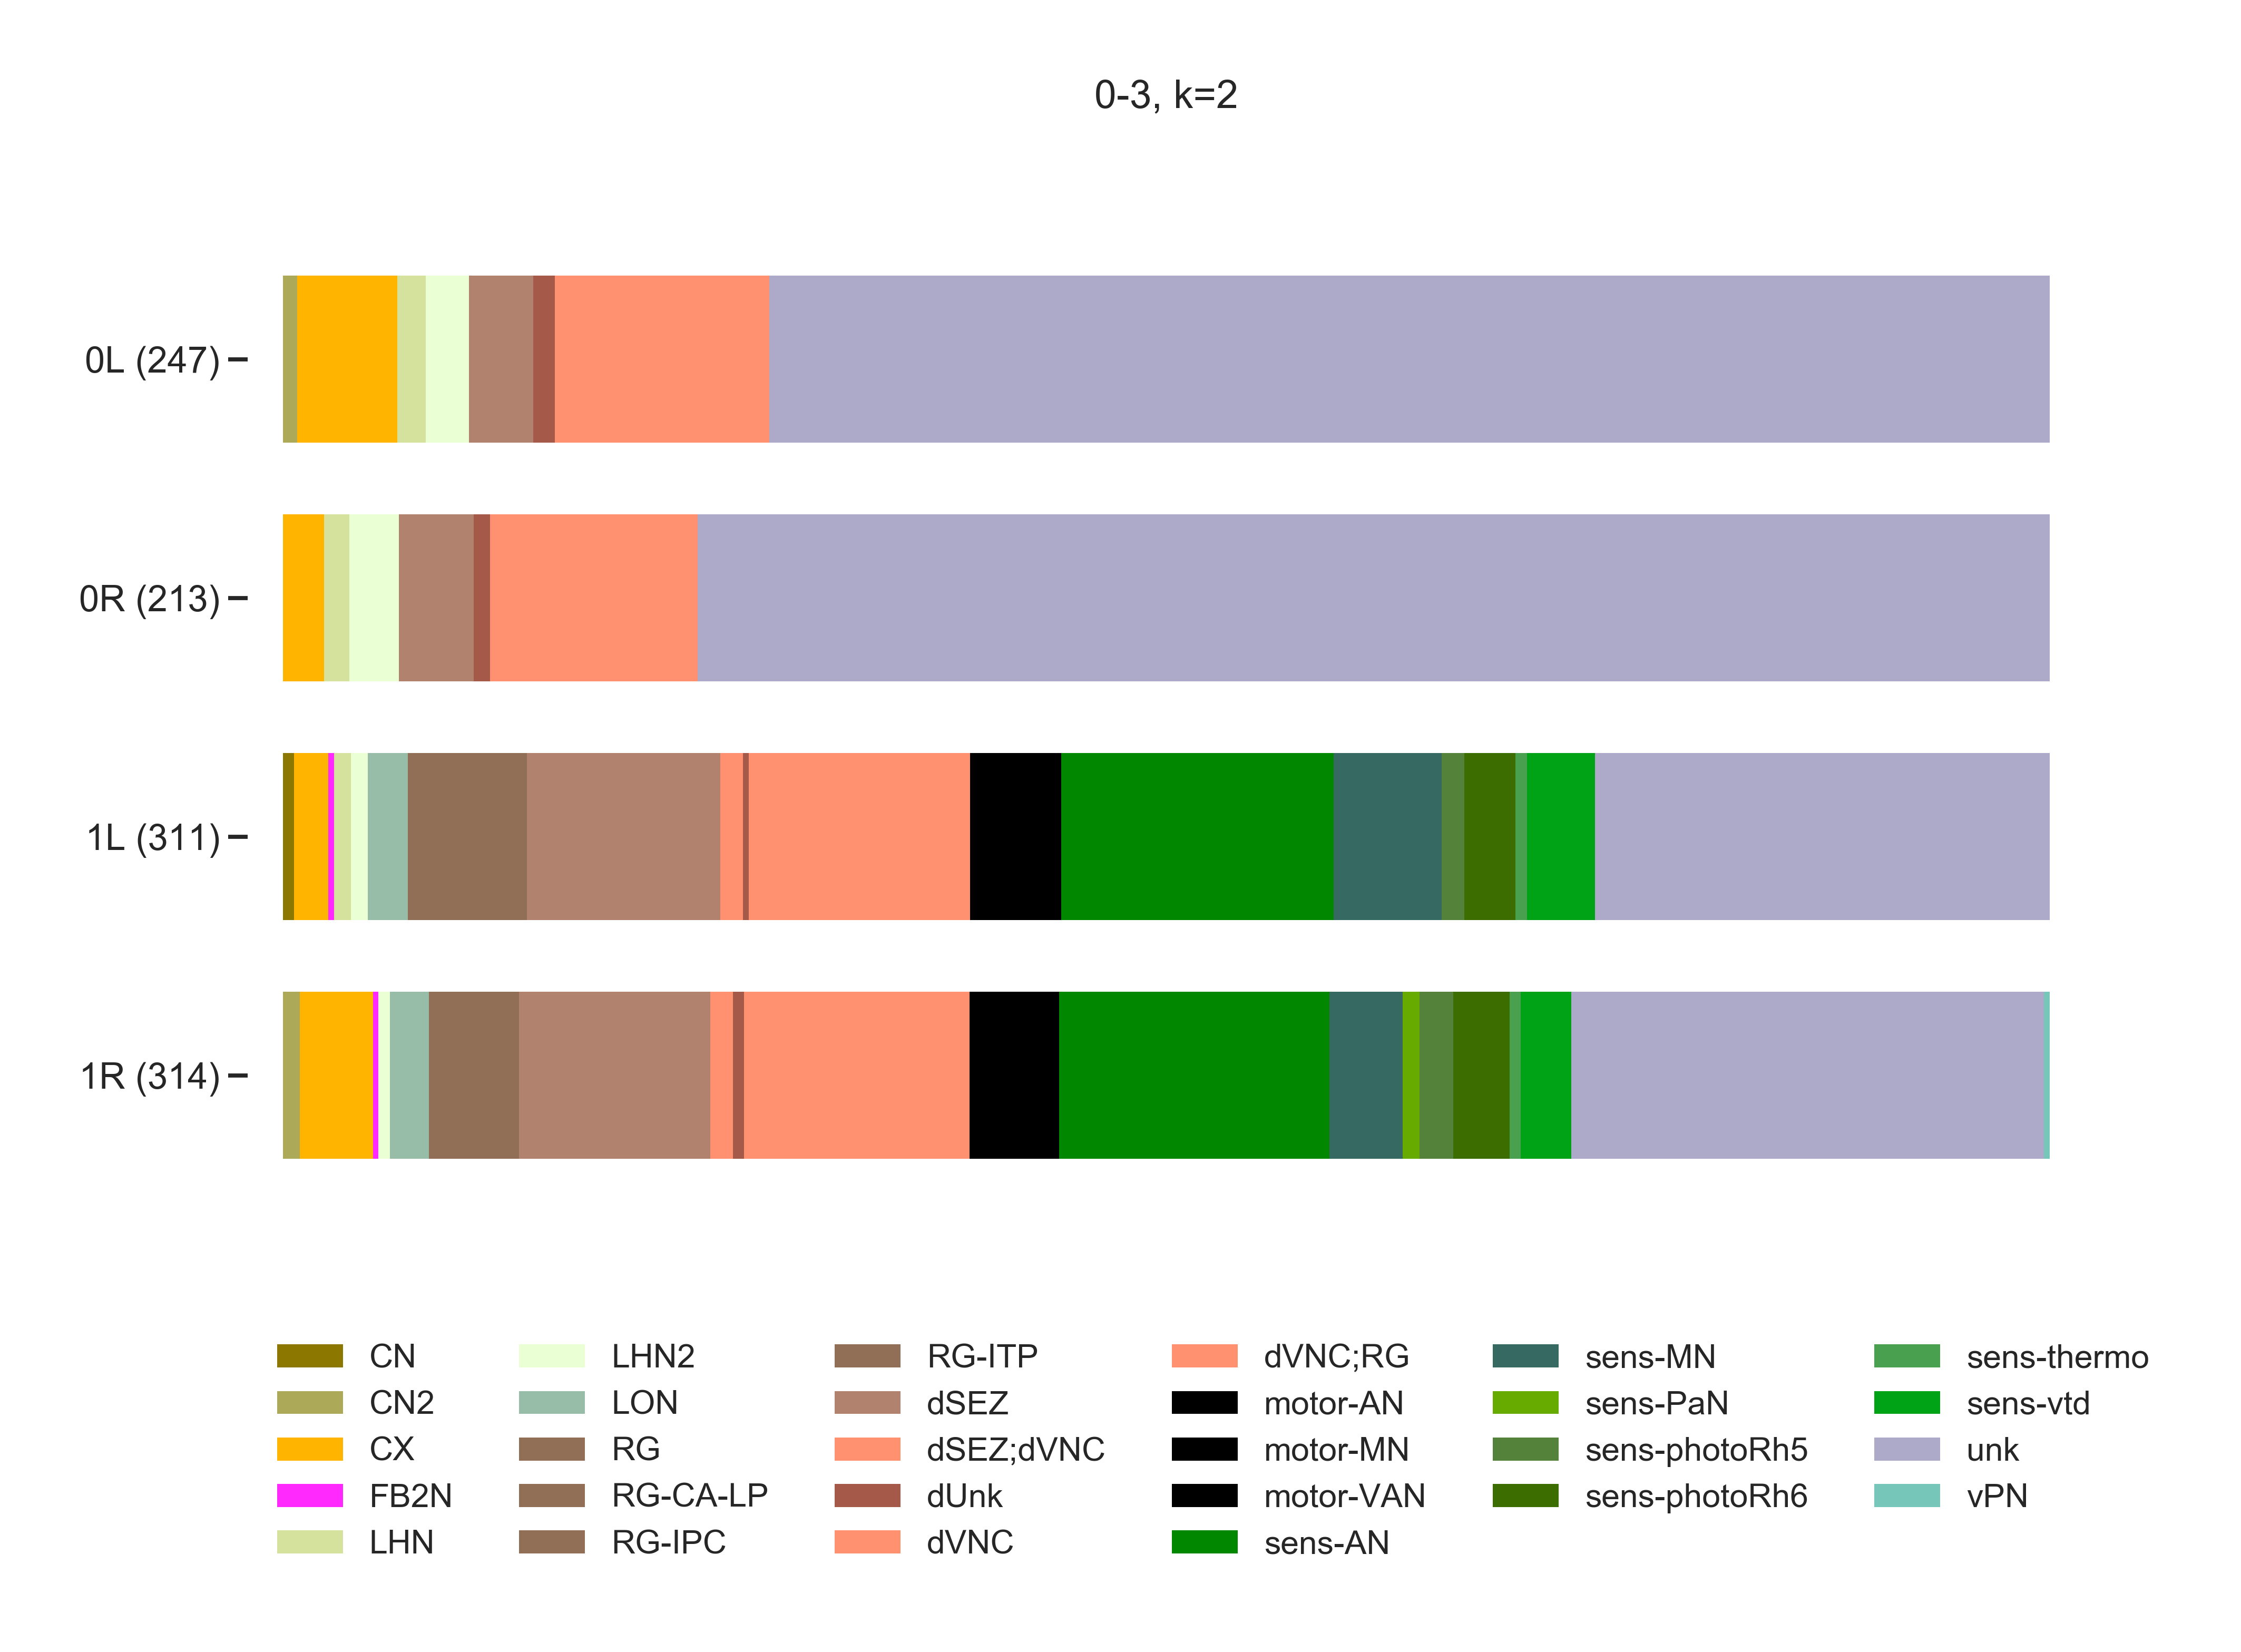 0-3, k=2
0L (247)
0R (213)
1L (311)
1R (314)
CN
CN2
CX
FB2N
LHN
LHN2
LON
RG
RG-CA-LP
RG-IPC
RG-ITP
dSEZ
dSEZ;dVNC
dUnk
dVNC
dVNC;RG
motor-AN
motor-MN
motor-VAN
sens-AN
sens-MN
sens-PaN
sens-photoRh5
sens-photoRh6
sens-thermo
sens-vtd
unk
vPN